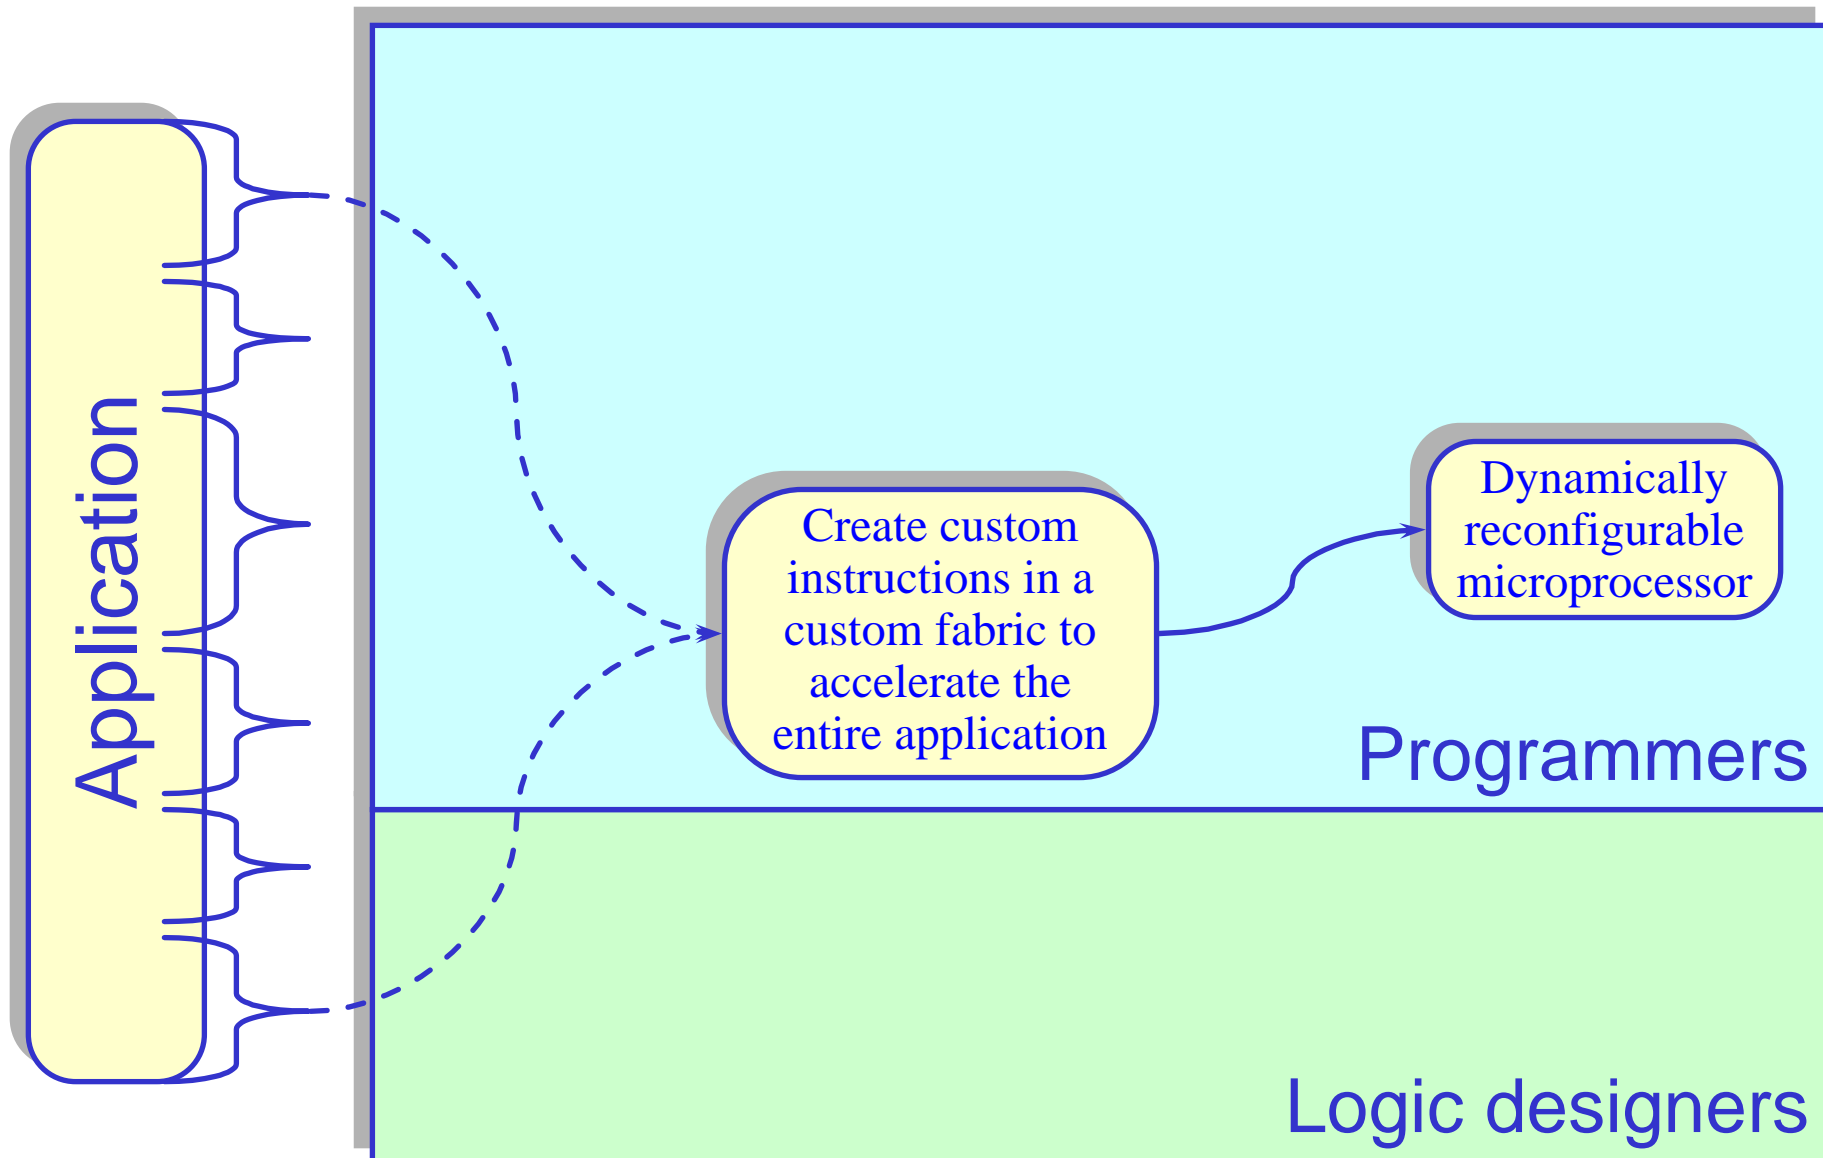 Application
Create custom
instructions in a
custom fabric to
accelerate the
entire application
Dynamically
reconfigurable
microprocessor
Programmers
Logic designers